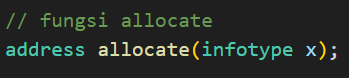 // fungsi allocate
address allocate(infotype x);